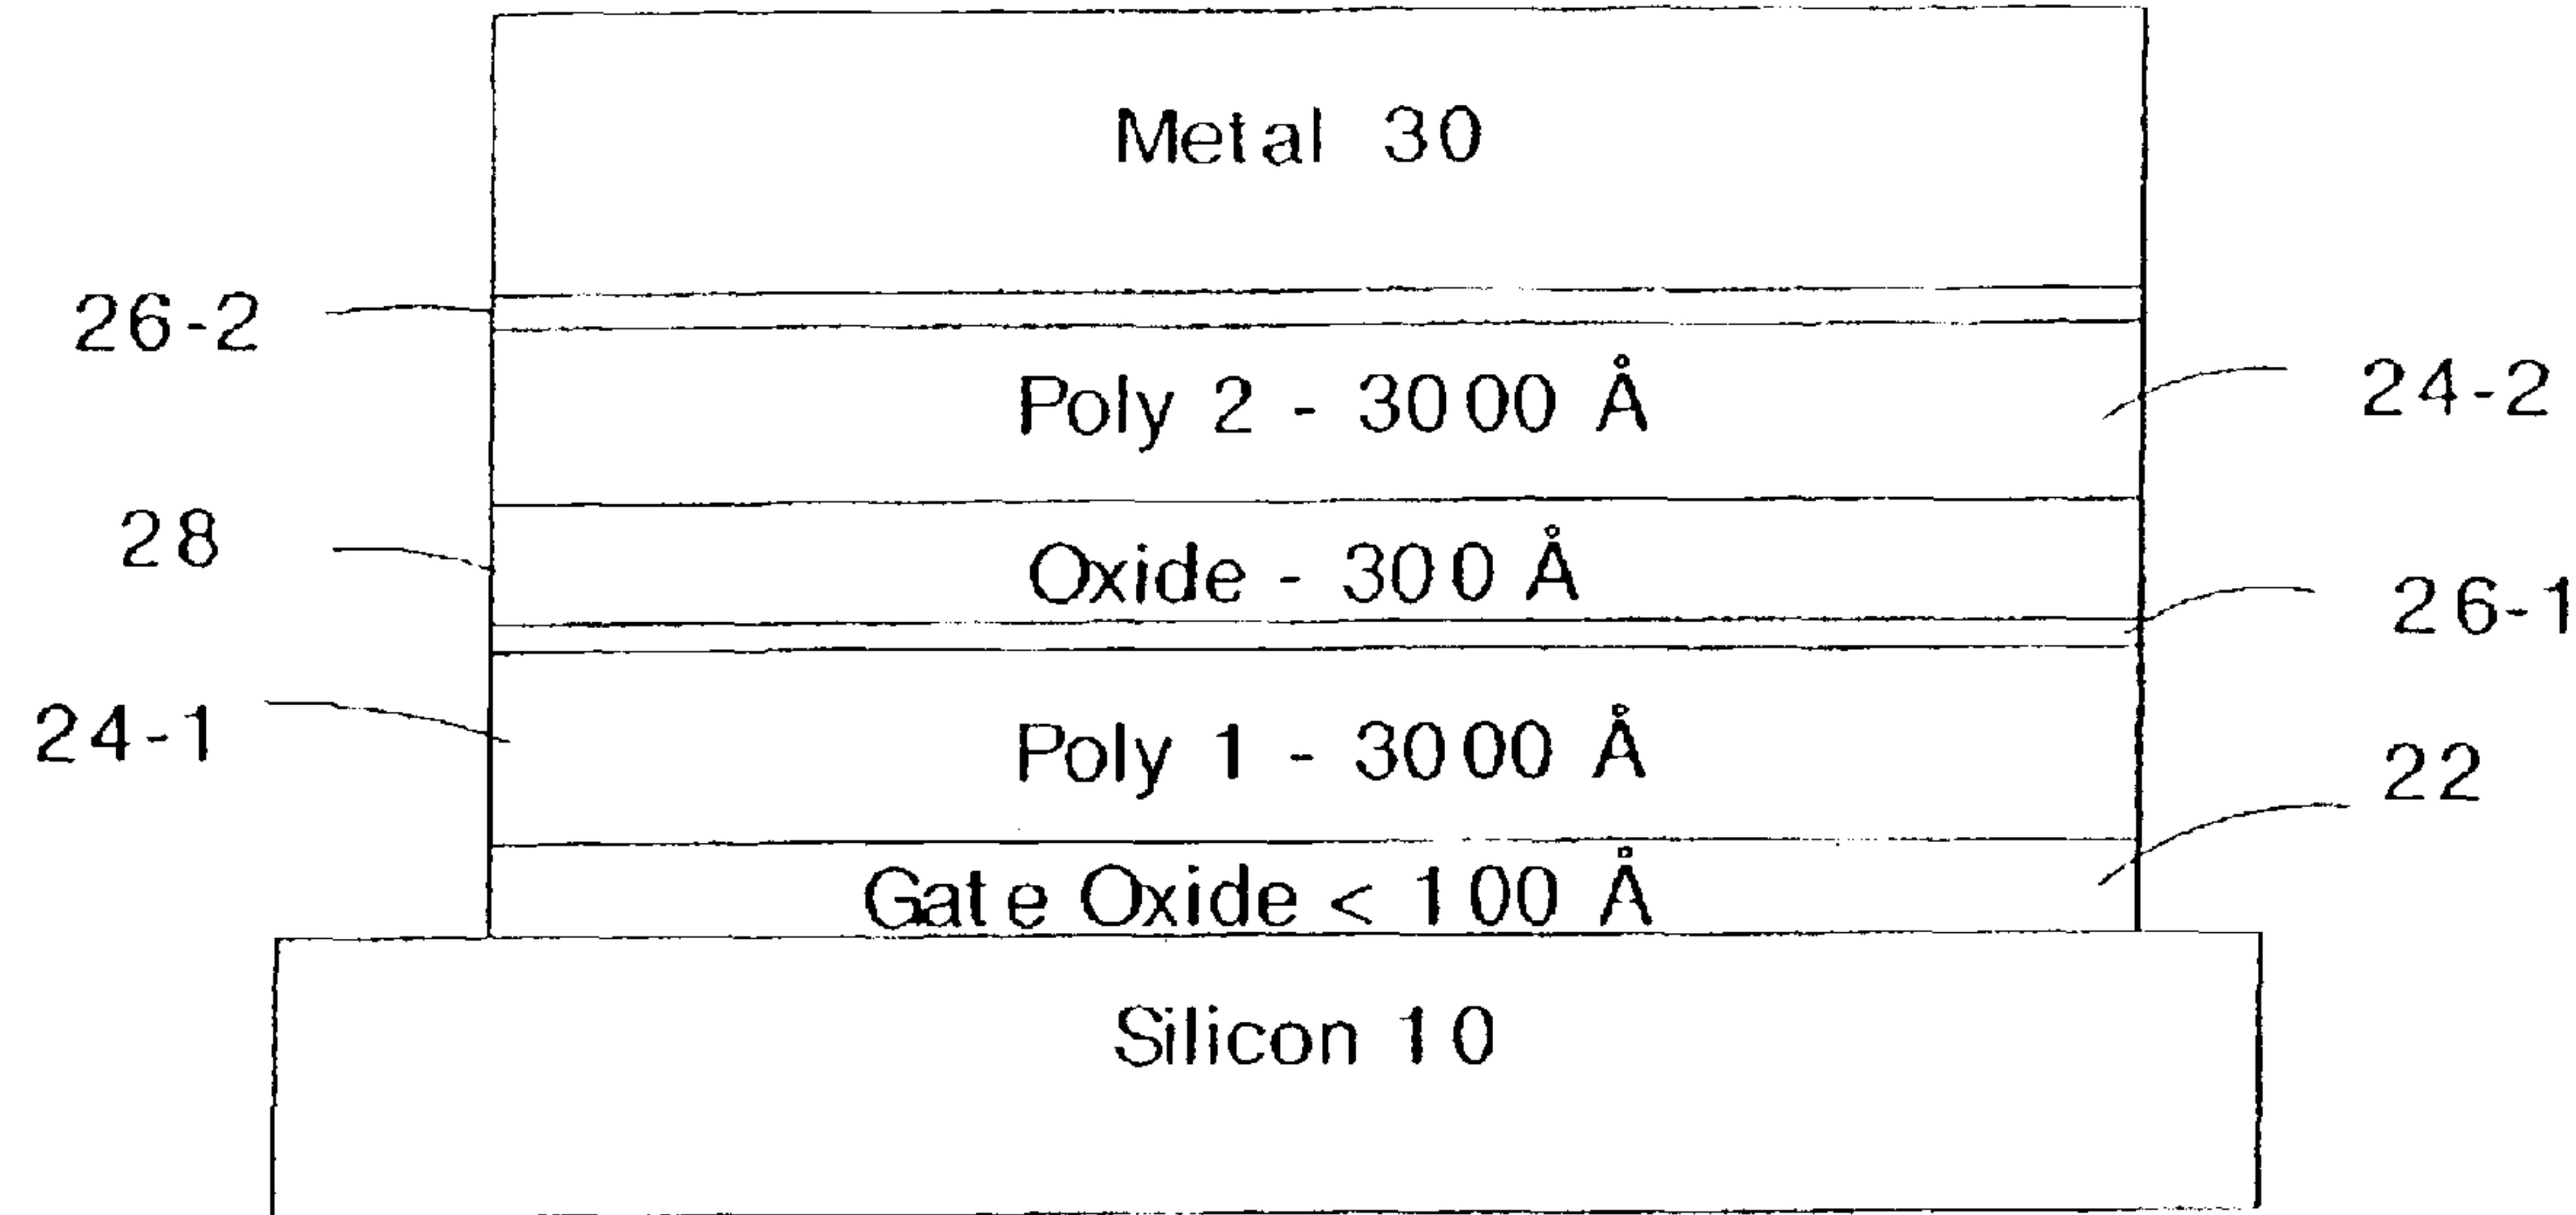 Metal 30
26-2
Poly 2 - 3000 Å
24-2
28
Oxide - 300 Å
26-1
24-1
Poly 1 - 3000 Å
22
Gate Oxide < 100 Å
Silicon 10